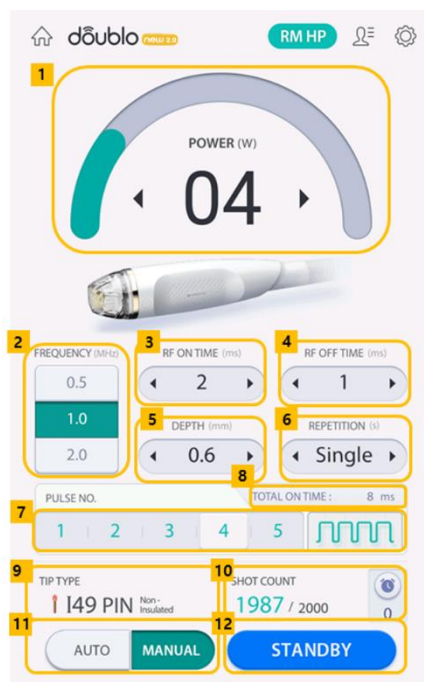 doublo new 2.0
RM HP
1
POWER (W)
04
2
FREQUENCY (MHz)
0.5
1.0
2.0
3
RF ON TIME (ms)
2
4
RF OFF TIME (ms)
1
5
DEPTH (mm)
0.6
6
REPETITION (s)
Single
PULSE NO.
8
TOTAL ON TIME : 8 ms
7
1 2 3 4 5
9
TIP TYPE
I49 PIN Non-Insulated
10
SHOT COUNT
1987 / 2000
0
11
AUTO MANUAL
12
STANDBY